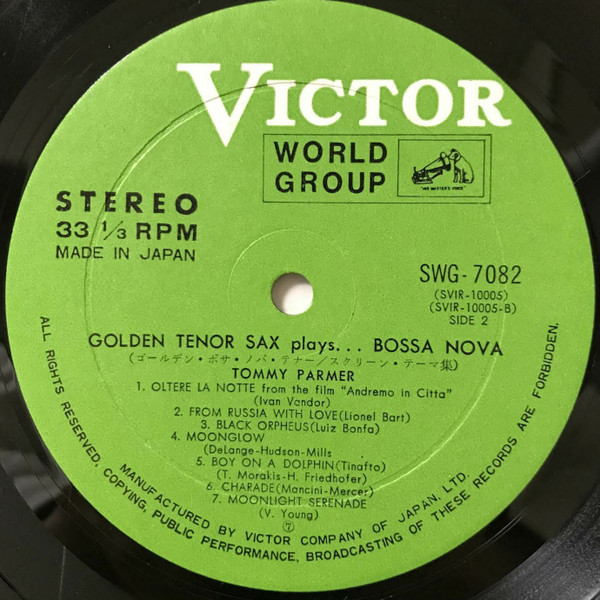 VICTOR
WORLD
GROUP
"HIS MASTER'S VOICE"
STEREO
33 1/3 RPM
MADE IN JAPAN
SWG-7082
(SVIR-10005)
(SVIR-10005-B)
SIDE 2
GOLDEN TENOR SAX plays... BOSSA NOVA
(ゴールデン・ボサ・ノバ・テナー/スクリーン・テーマ集)
TOMMY PARMER
1. OLTERE LA NOTTE from the film "Andremo in Citta"
(Ivan Vandor)
2. FROM RUSSIA WITH LOVE(Lionel Bart)
3. BLACK ORPHEUS(Luiz Bonfa)
4. MOONGLOW
(DeLange-Hudson-Mills
5. BOY ON A DOLPHIN(Tinafto)
(T. Morakis-H. Friedhofer)
6. CHARADE(Mancini-Mercer)
7. MOONLIGHT SERENADE
(V. Young)
⑦
ALL RIGHTS RESERVED. COPYING, PUBLIC PERFORMANCE, BROADCASTING OF THESE RECORDS ARE FORBIDDEN.
MANUFACTURED BY VICTOR COMPANY OF JAPAN, LTD.